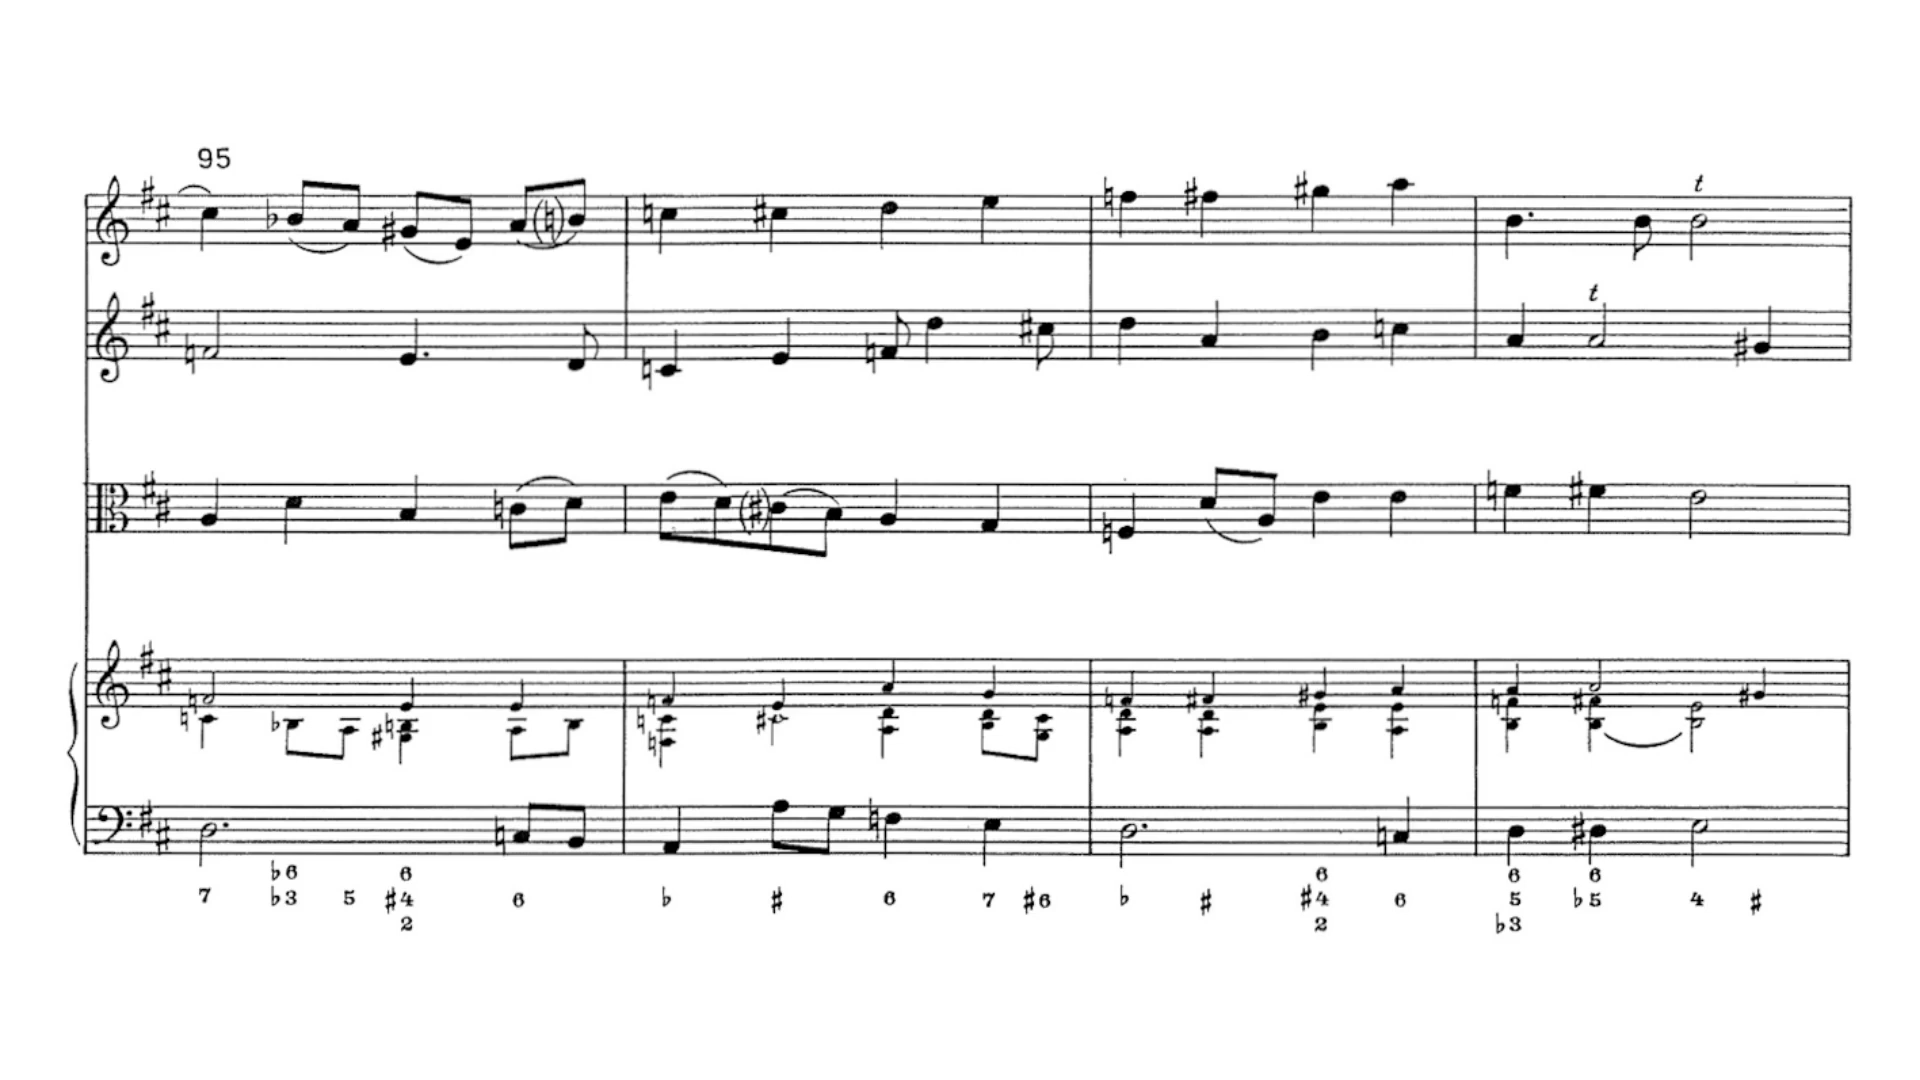 95
t
t
♭6 6 6 6 6
7 ♭3 5 ♯4 6 ♭ ♯ 6 7 ♯6 ♭ ♯ ♯4 6 5 ♭5 4 ♯
2 2 ♭3